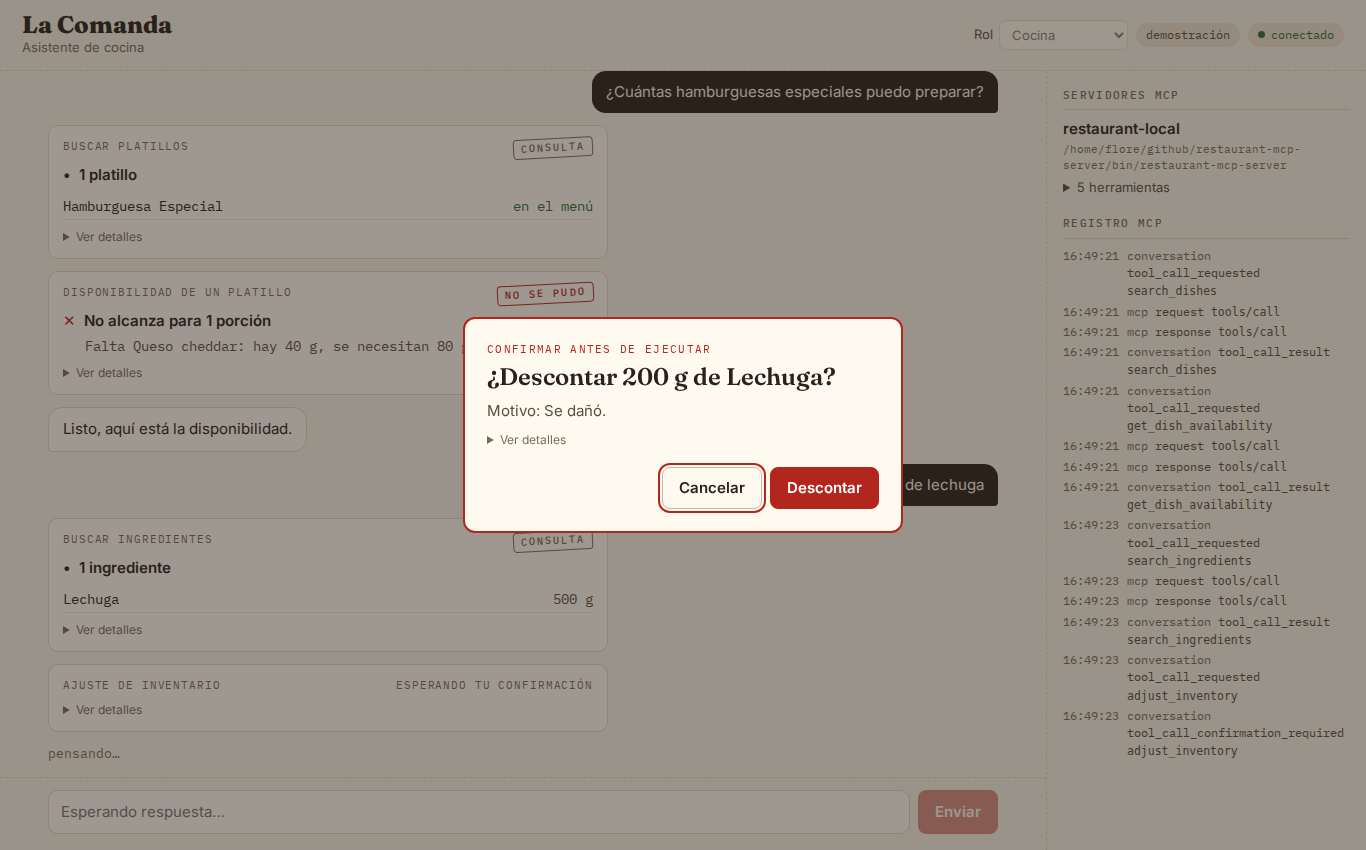 La Comanda
Asistente de cocina
Rol
Cocina
demostración
conectado
¿Cuántas hamburguesas especiales puedo preparar?
BUSCAR PLATILLOS
CONSULTA
• 1 platillo
Hamburguesa Especial
en el menú
Ver detalles
DISPONIBILIDAD DE UN PLATILLO
NO SE PUDO
✕ No alcanza para 1 porción
Falta Queso cheddar: hay 40 g, se necesitan 80
Ver detalles
Listo, aquí está la disponibilidad.
de lechuga
BUSCAR INGREDIENTES
CONSULTA
• 1 ingrediente
Lechuga
500 g
Ver detalles
AJUSTE DE INVENTARIO
ESPERANDO TU CONFIRMACIÓN
Ver detalles
pensando…
Esperando respuesta…
Enviar
CONFIRMAR ANTES DE EJECUTAR
¿Descontar 200 g de Lechuga?
Motivo: Se dañó.
Ver detalles
Cancelar
Descontar
SERVIDORES MCP
restaurant-local
/home/flore/github/restaurant-mcp-
server/bin/restaurant-mcp-server
5 herramientas
REGISTRO MCP
16:49:21 conversation
tool_call_requested
search_dishes
16:49:21 mcp request tools/call
16:49:21 mcp response tools/call
16:49:21 conversation tool_call_result
search_dishes
16:49:21 conversation
tool_call_requested
get_dish_availability
16:49:21 mcp request tools/call
16:49:21 mcp response tools/call
16:49:21 conversation tool_call_result
get_dish_availability
16:49:23 conversation
tool_call_requested
search_ingredients
16:49:23 mcp request tools/call
16:49:23 mcp response tools/call
16:49:23 conversation tool_call_result
search_ingredients
16:49:23 conversation
tool_call_requested
adjust_inventory
16:49:23 conversation
tool_call_confirmation_required
adjust_inventory